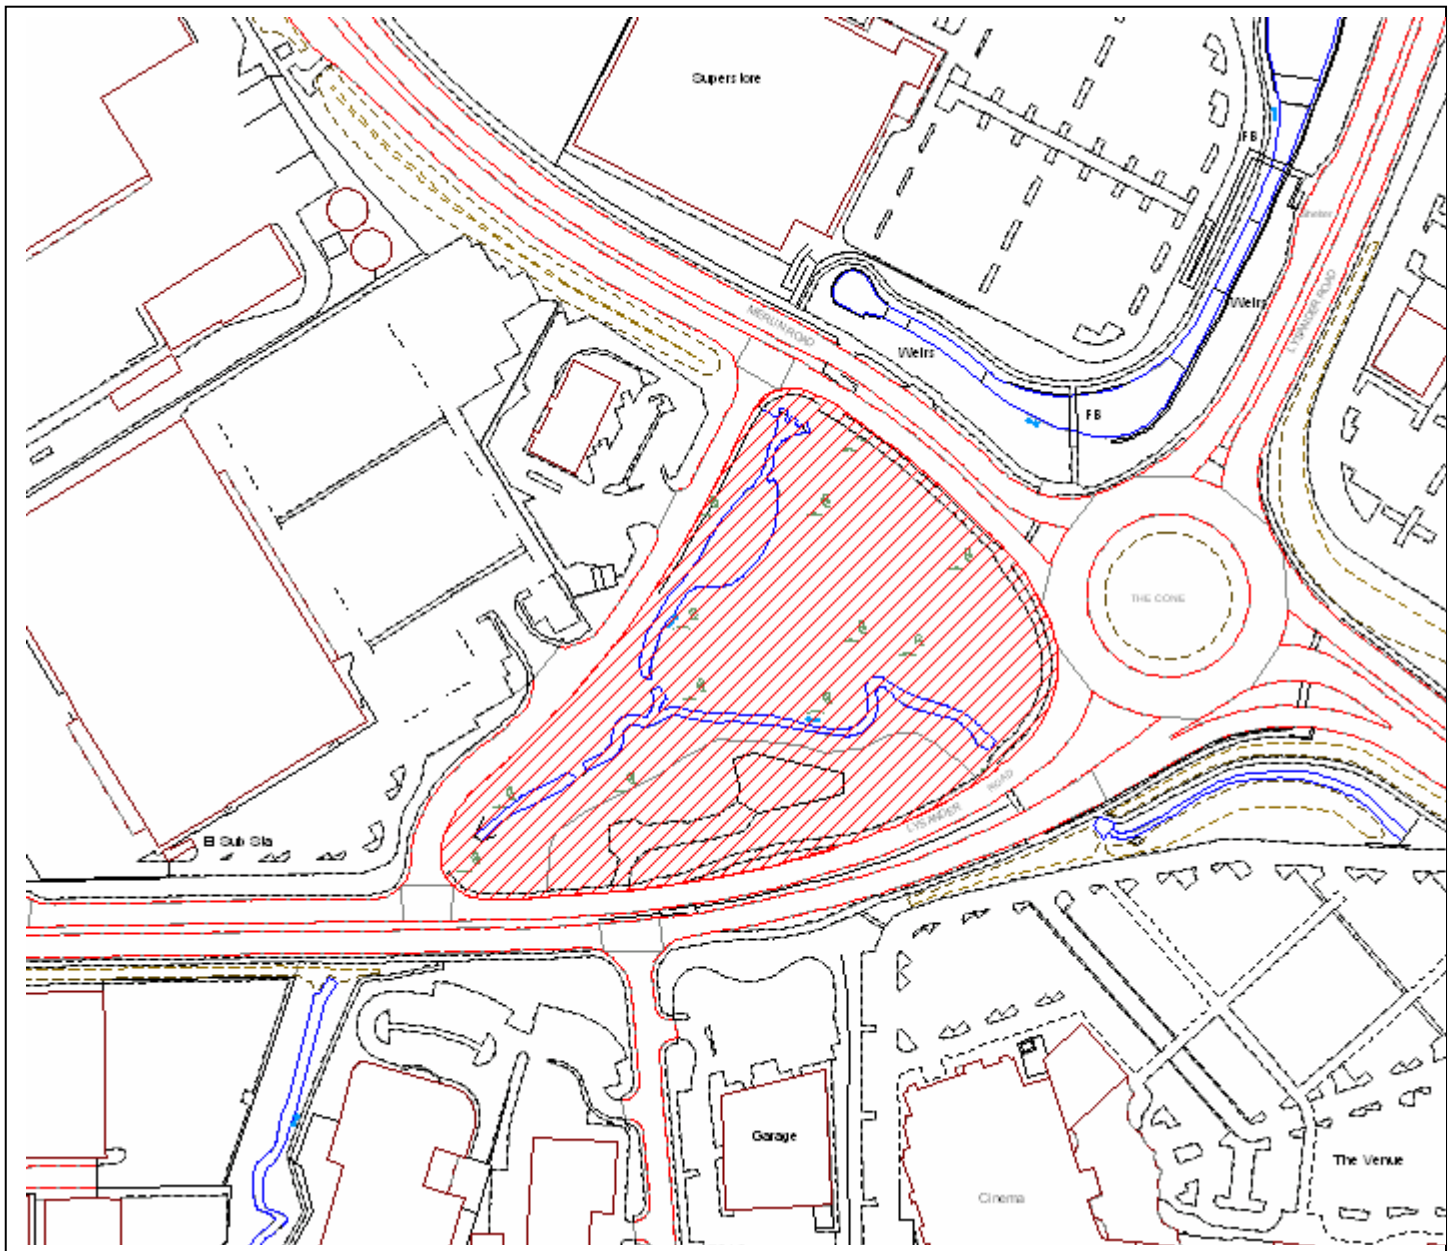 Superstore
FB
Shelter
MERLIN ROAD
Weirs
LYSANDER ROAD
Weirs
FB
THE CONE
LYSANDER ROAD
El Sub Sta
Garage
The Venue
Cinema